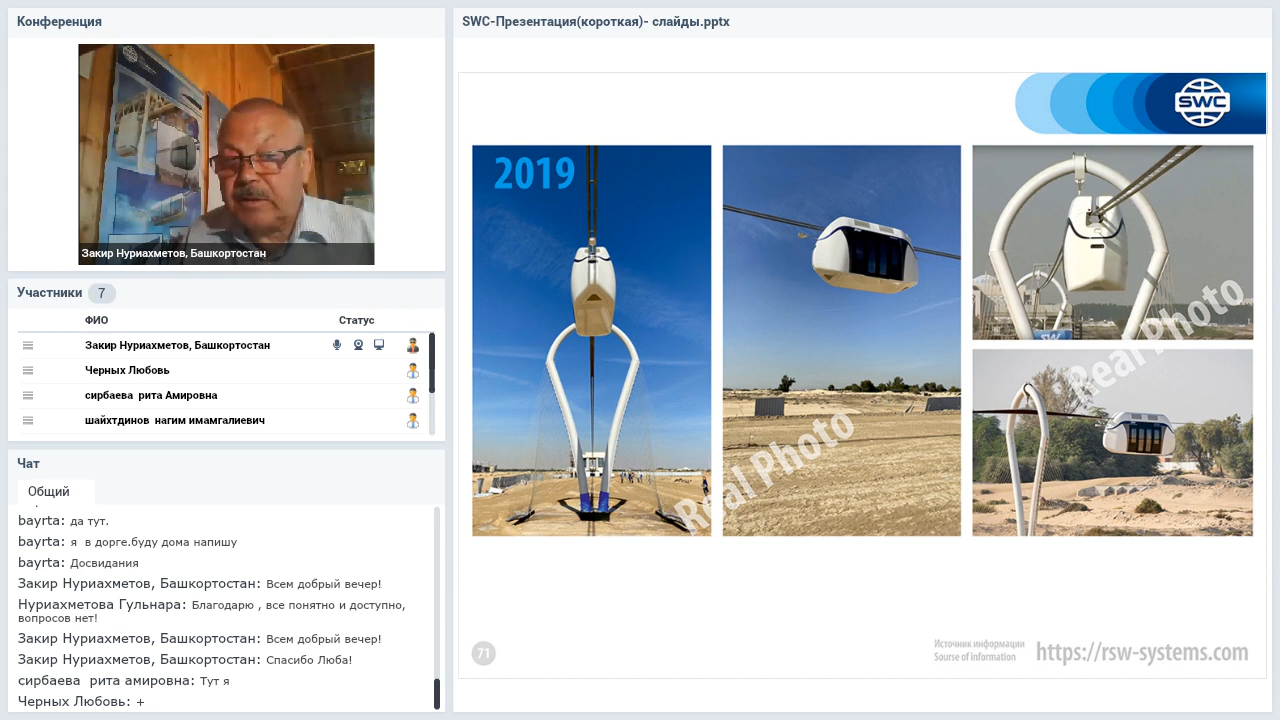 Конференция
Закир Нуриахметов, Башкортостан
Участники 7
ФИО Статус
Закир Нуриахметов, Башкортостан
Черных Любовь
сирбаева рита Амировна
шайхтдинов нагим имамгалиевич
Чат
Общий
bayrta: да тут.
bayrta: я в дорге.буду дома напишу
bayrta: Досвидания
Закир Нуриахметов, Башкортостан: Всем добрый вечер!
Нуриахметова Гульнара: Благодарю , все понятно и доступно,
вопросов нет!
Закир Нуриахметов, Башкортостан: Всем добрый вечер!
Закир Нуриахметов, Башкортостан: Спасибо Люба!
сирбаева рита амировна: Тут я
Черных Любовь: +
SWC-Презентация(короткая)- слайды.pptx
SWC
2019
Real Photo
Real Photo
71
Источник информации
Sourse of information
https://rsw-systems.com